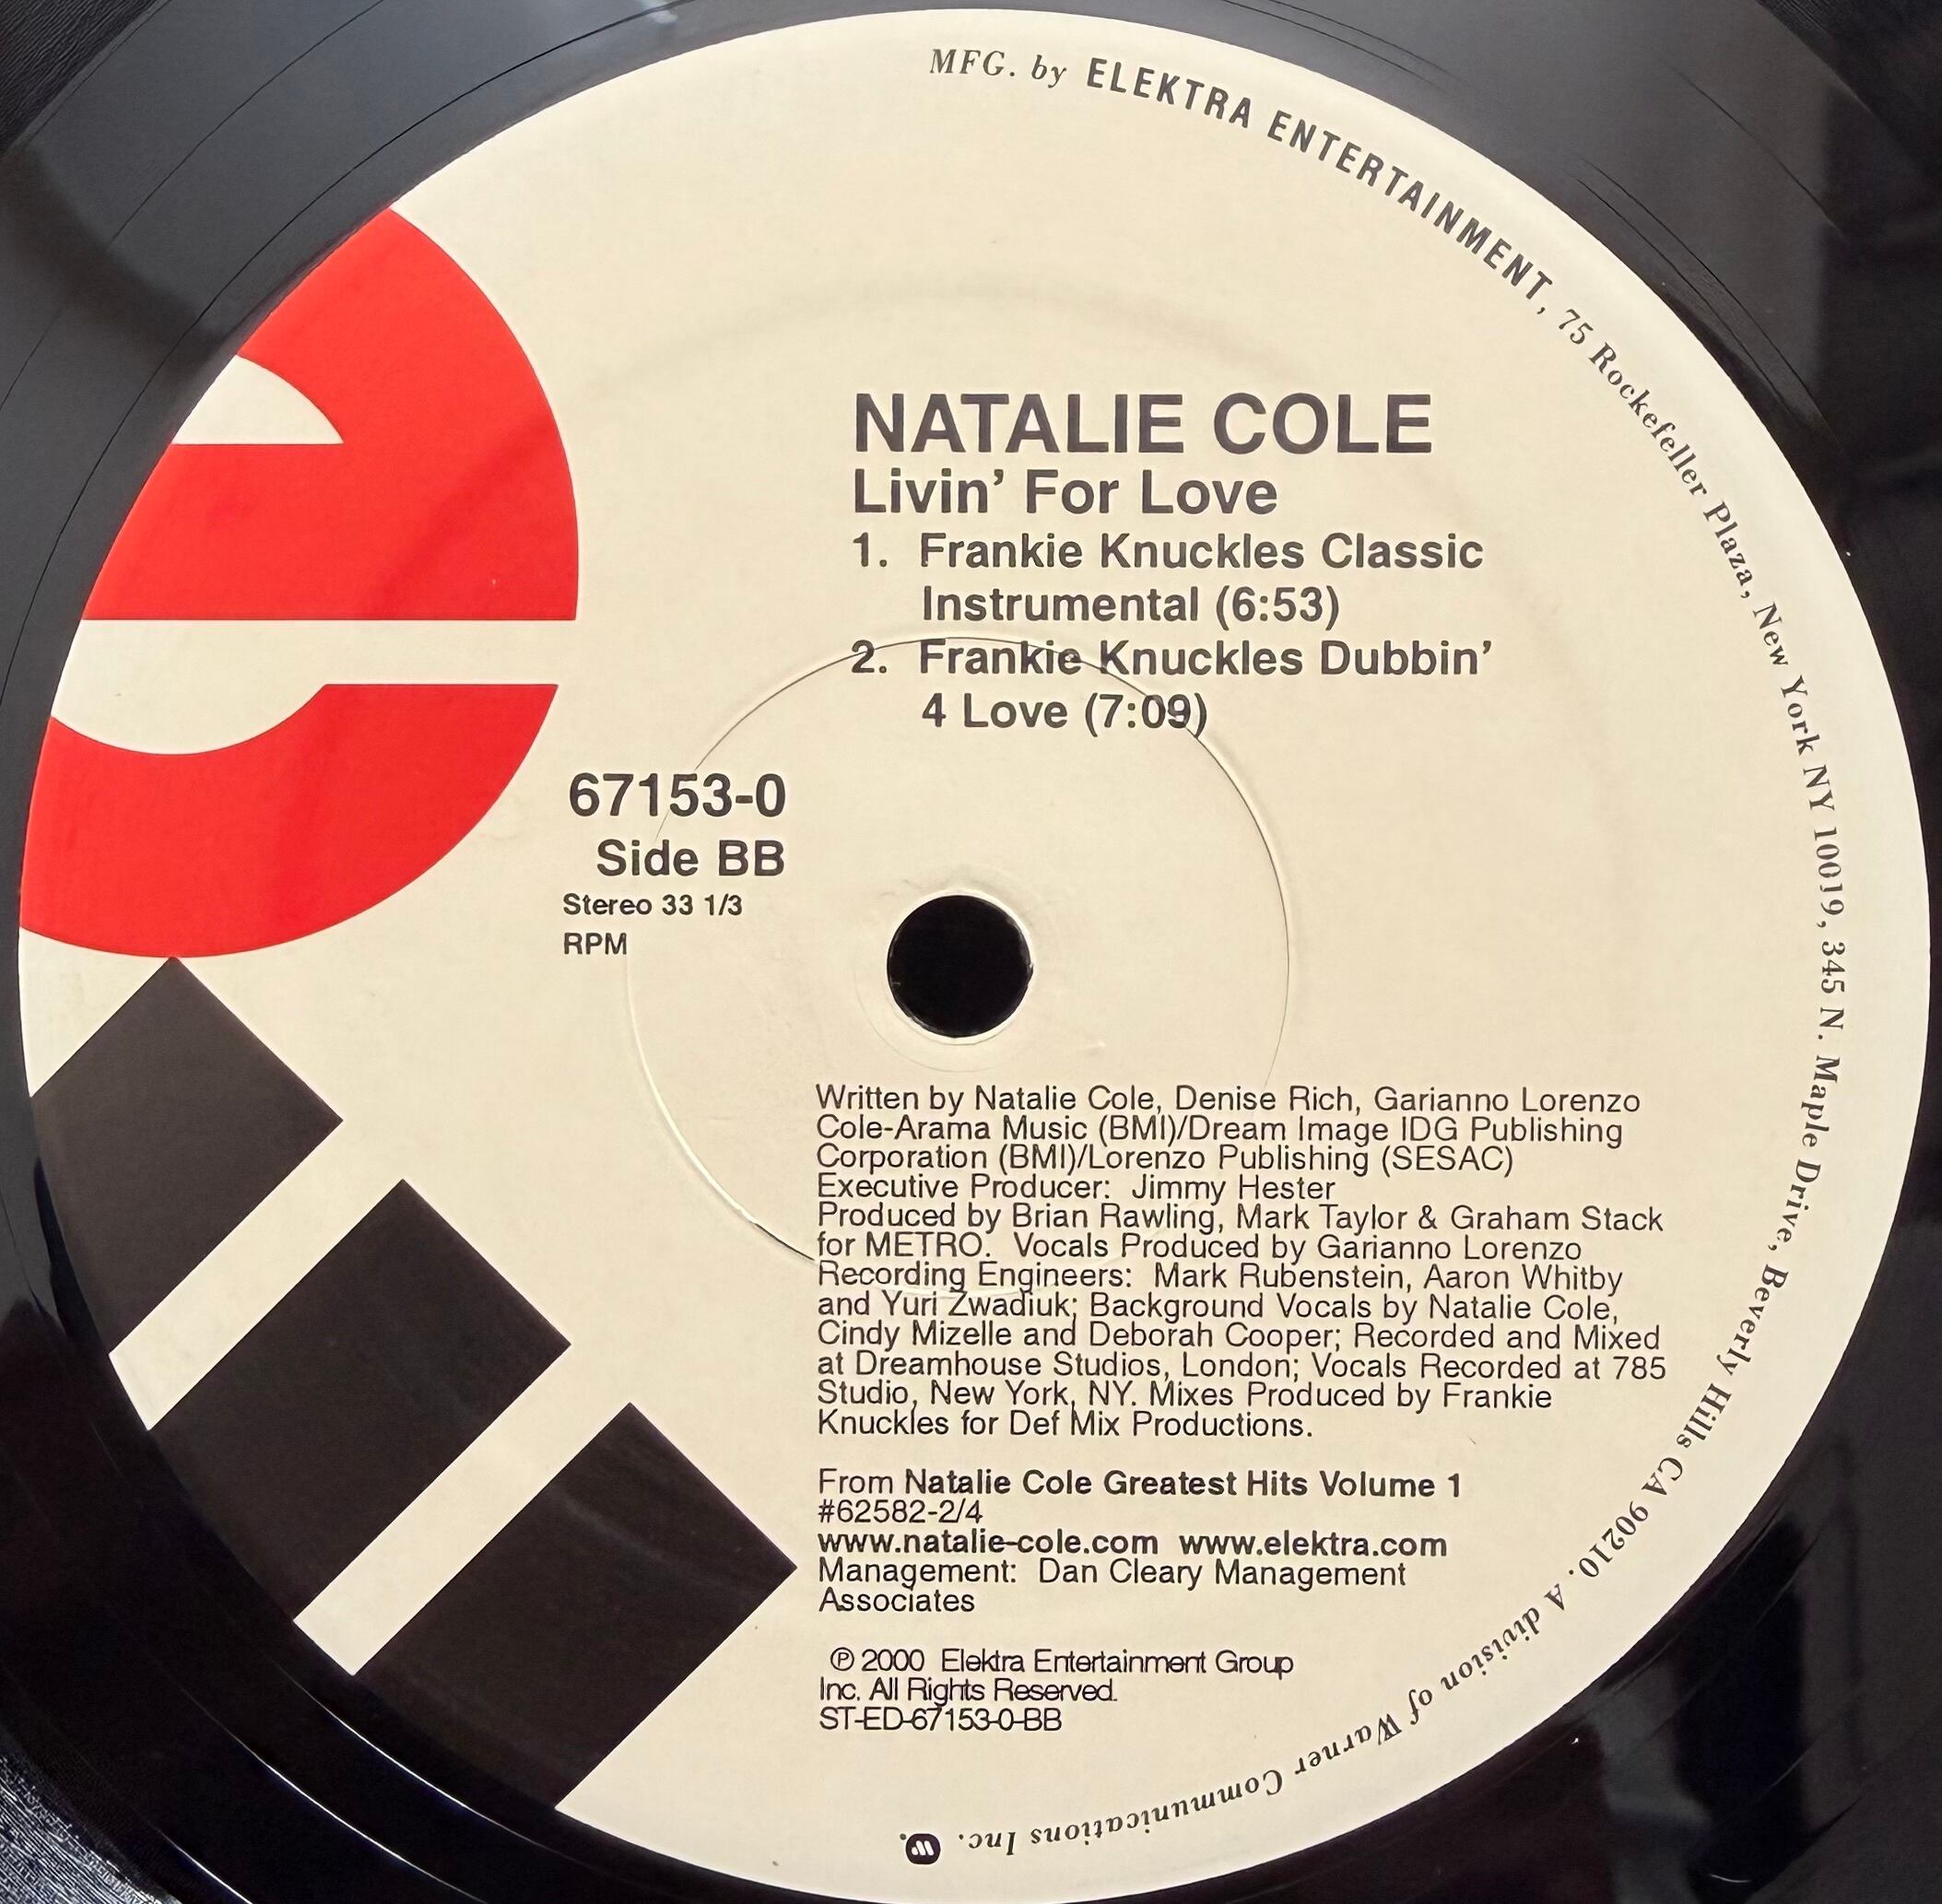 MFG. by ELEKTRA ENTERTAINMENT, 75 Rockefeller Plaza, New York NY 10019, 345 N. Maple Drive, Beverly Hills CA 90210. A division of Warner Communications Inc.
NATALIE COLE
Livin' For Love
1. Frankie Knuckles Classic
Instrumental (6:53)
2. Frankie Knuckles Dubbin'
4 Love (7:09)
67153-0
Side BB
Stereo 33 1/3
RPM
Written by Natalie Cole, Denise Rich, Garianno Lorenzo
Cole-Arama Music (BMI)/Dream Image IDG Publishing
Corporation (BMI)/Lorenzo Publishing (SESAC)
Executive Producer: Jimmy Hester
Produced by Brian Rawling, Mark Taylor & Graham Stack
for METRO. Vocals Produced by Garianno Lorenzo
Recording Engineers: Mark Rubenstein, Aaron Whitby
and Yuri Zwadiuk; Background Vocals by Natalie Cole,
Cindy Mizelle and Deborah Cooper; Recorded and Mixed
at Dreamhouse Studios, London; Vocals Recorded at 785
Studio, New York, NY. Mixes Produced by Frankie
Knuckles for Def Mix Productions.
From Natalie Cole Greatest Hits Volume 1
#62582-2/4
www.natalie-cole.com www.elektra.com
Management: Dan Cleary Management
Associates
℗ 2000 Elektra Entertainment Group
Inc. All Rights Reserved.
ST-ED-67153-0-BB